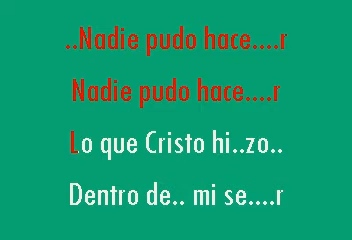 ..Nadie pudo hace....r
Nadie pudo hace....r
Lo que Cristo hi..zo..
Dentro de.. mi se....r